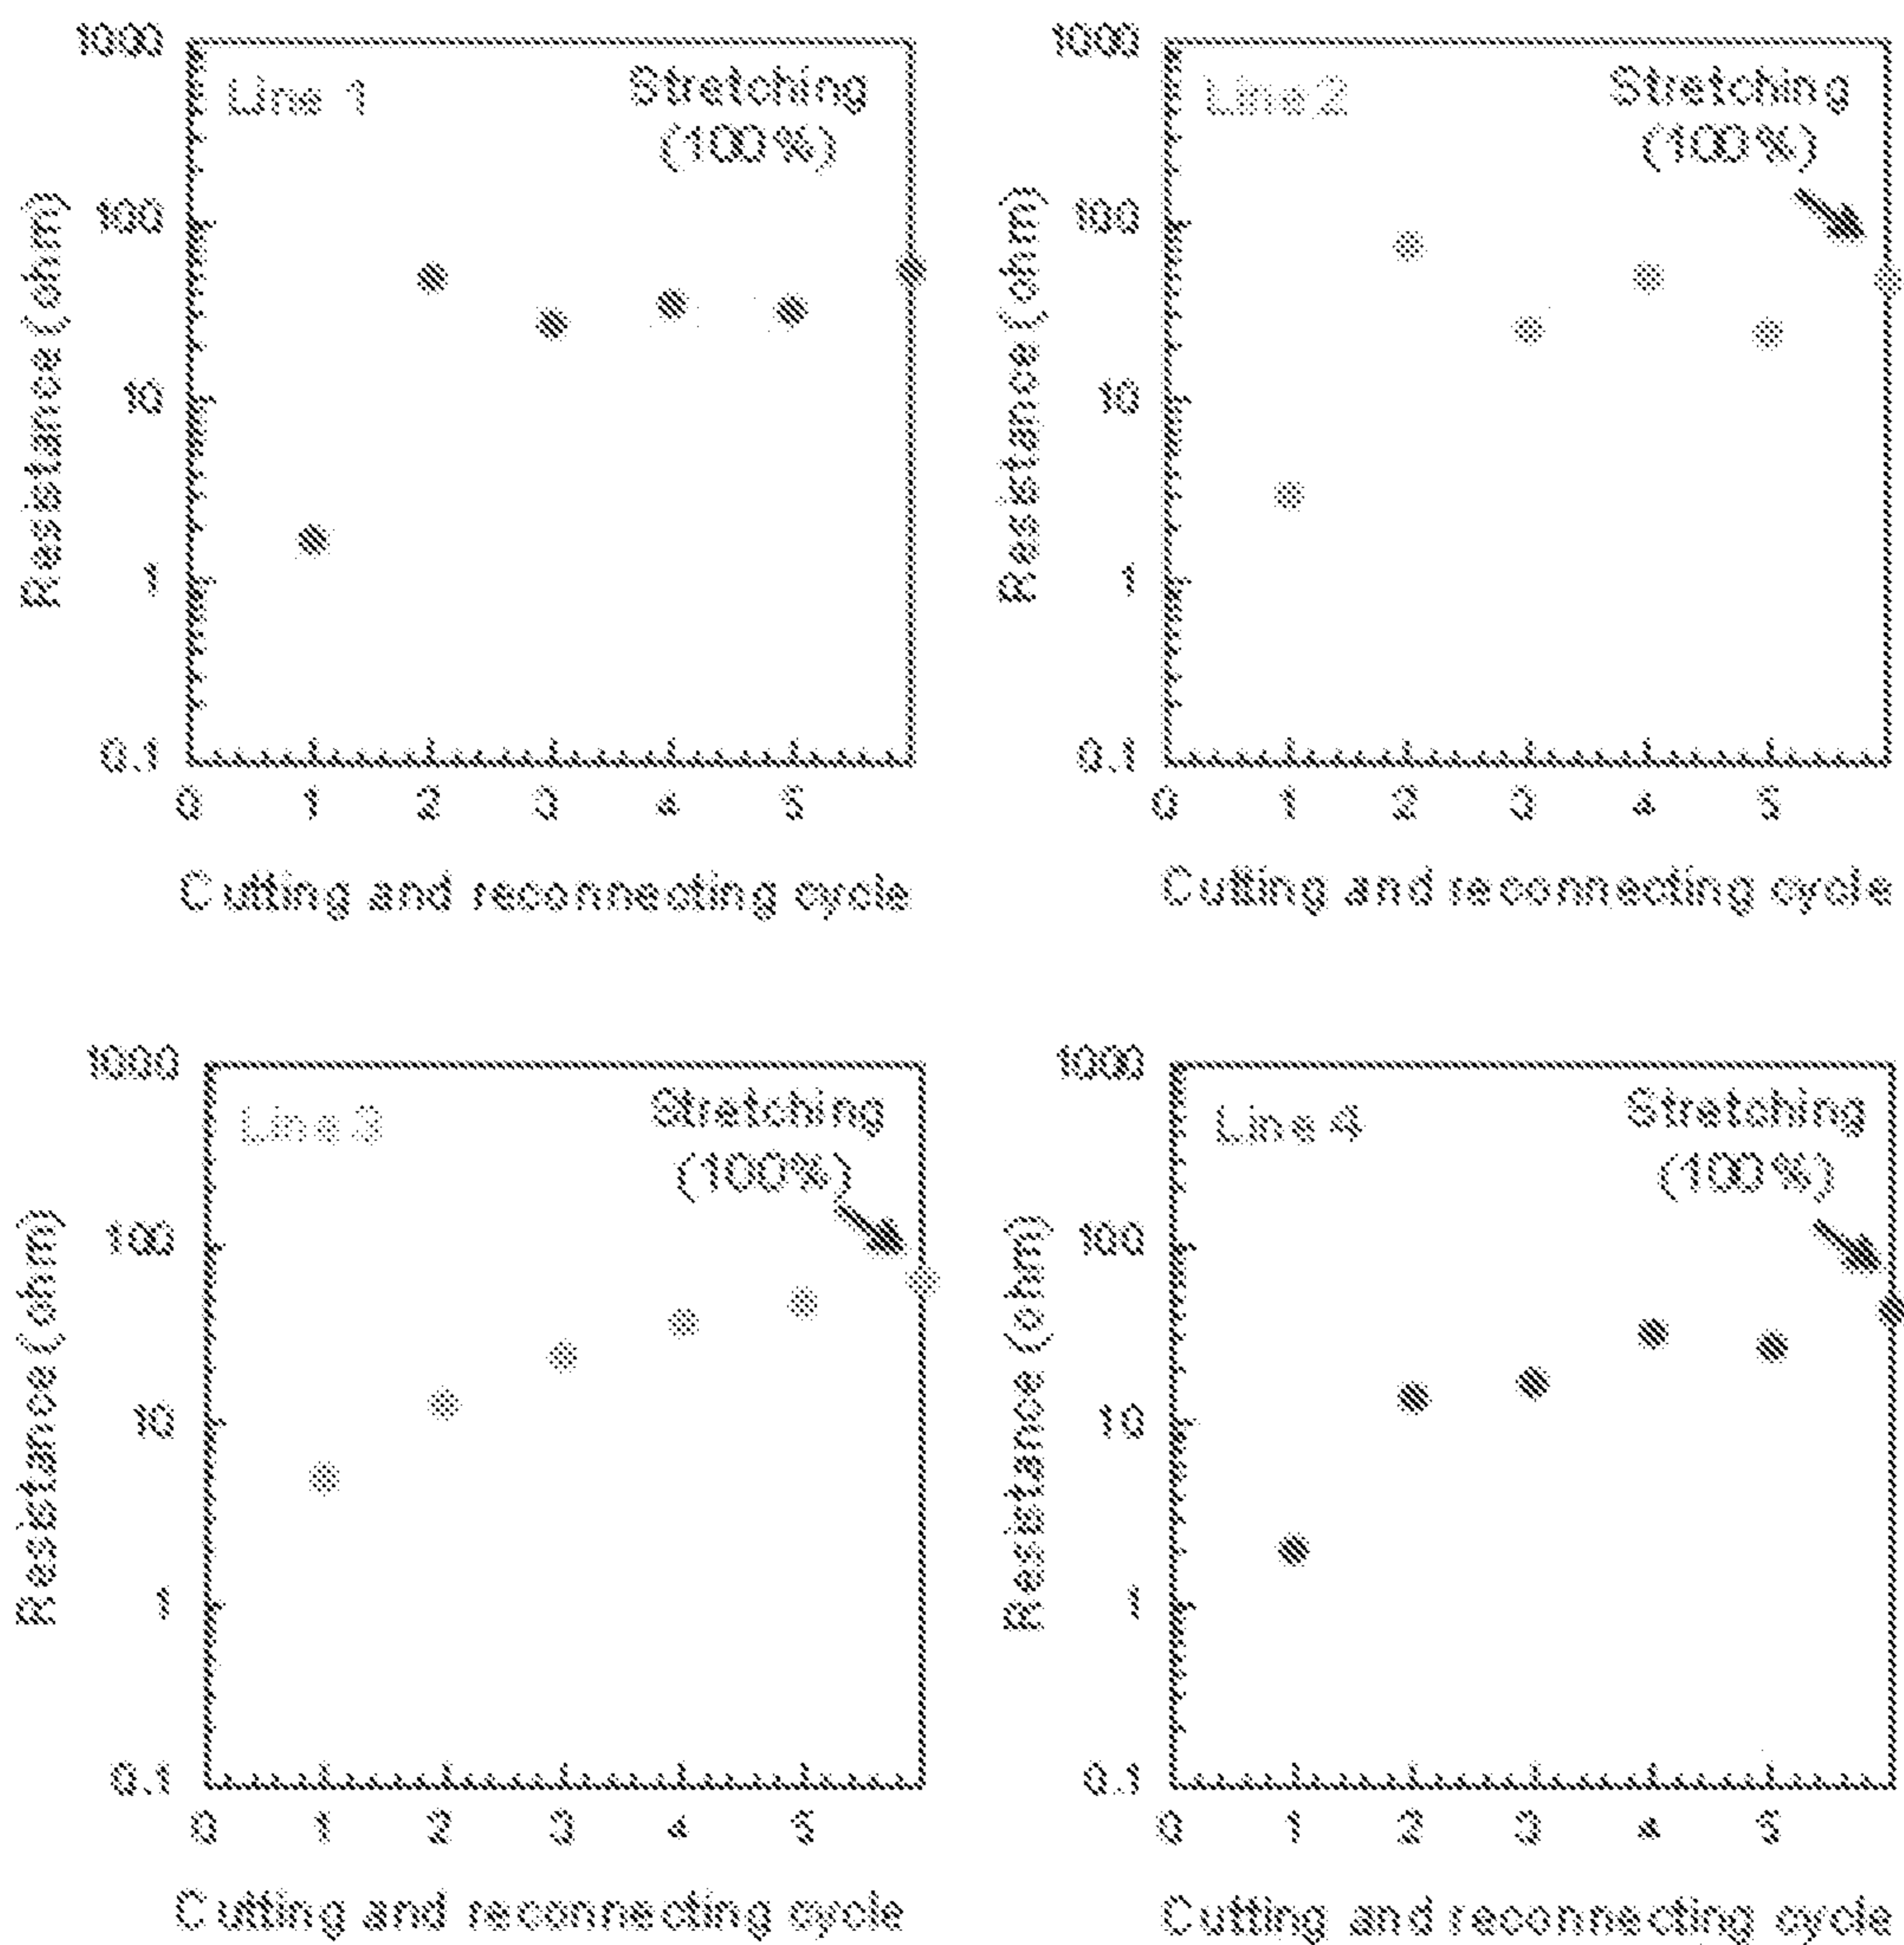 1000
Line 1
Stretching
(100%)
100
10
1
0.1
Resistance (ohm)
0 1 2 3 4 5
Cutting and reconnecting cycle
1000
Line 2
Stretching
(100%)
100
10
1
0.1
Resistance (ohm)
0 1 2 3 4 5
Cutting and reconnecting cycle
1000
Line 3
Stretching
(100%)
100
10
1
0.1
Resistance (ohm)
0 1 2 3 4 5
Cutting and reconnecting cycle
1000
Line 4
Stretching
(100%)
100
10
1
0.1
Resistance (ohm)
0 1 2 3 4 5
Cutting and reconnecting cycle